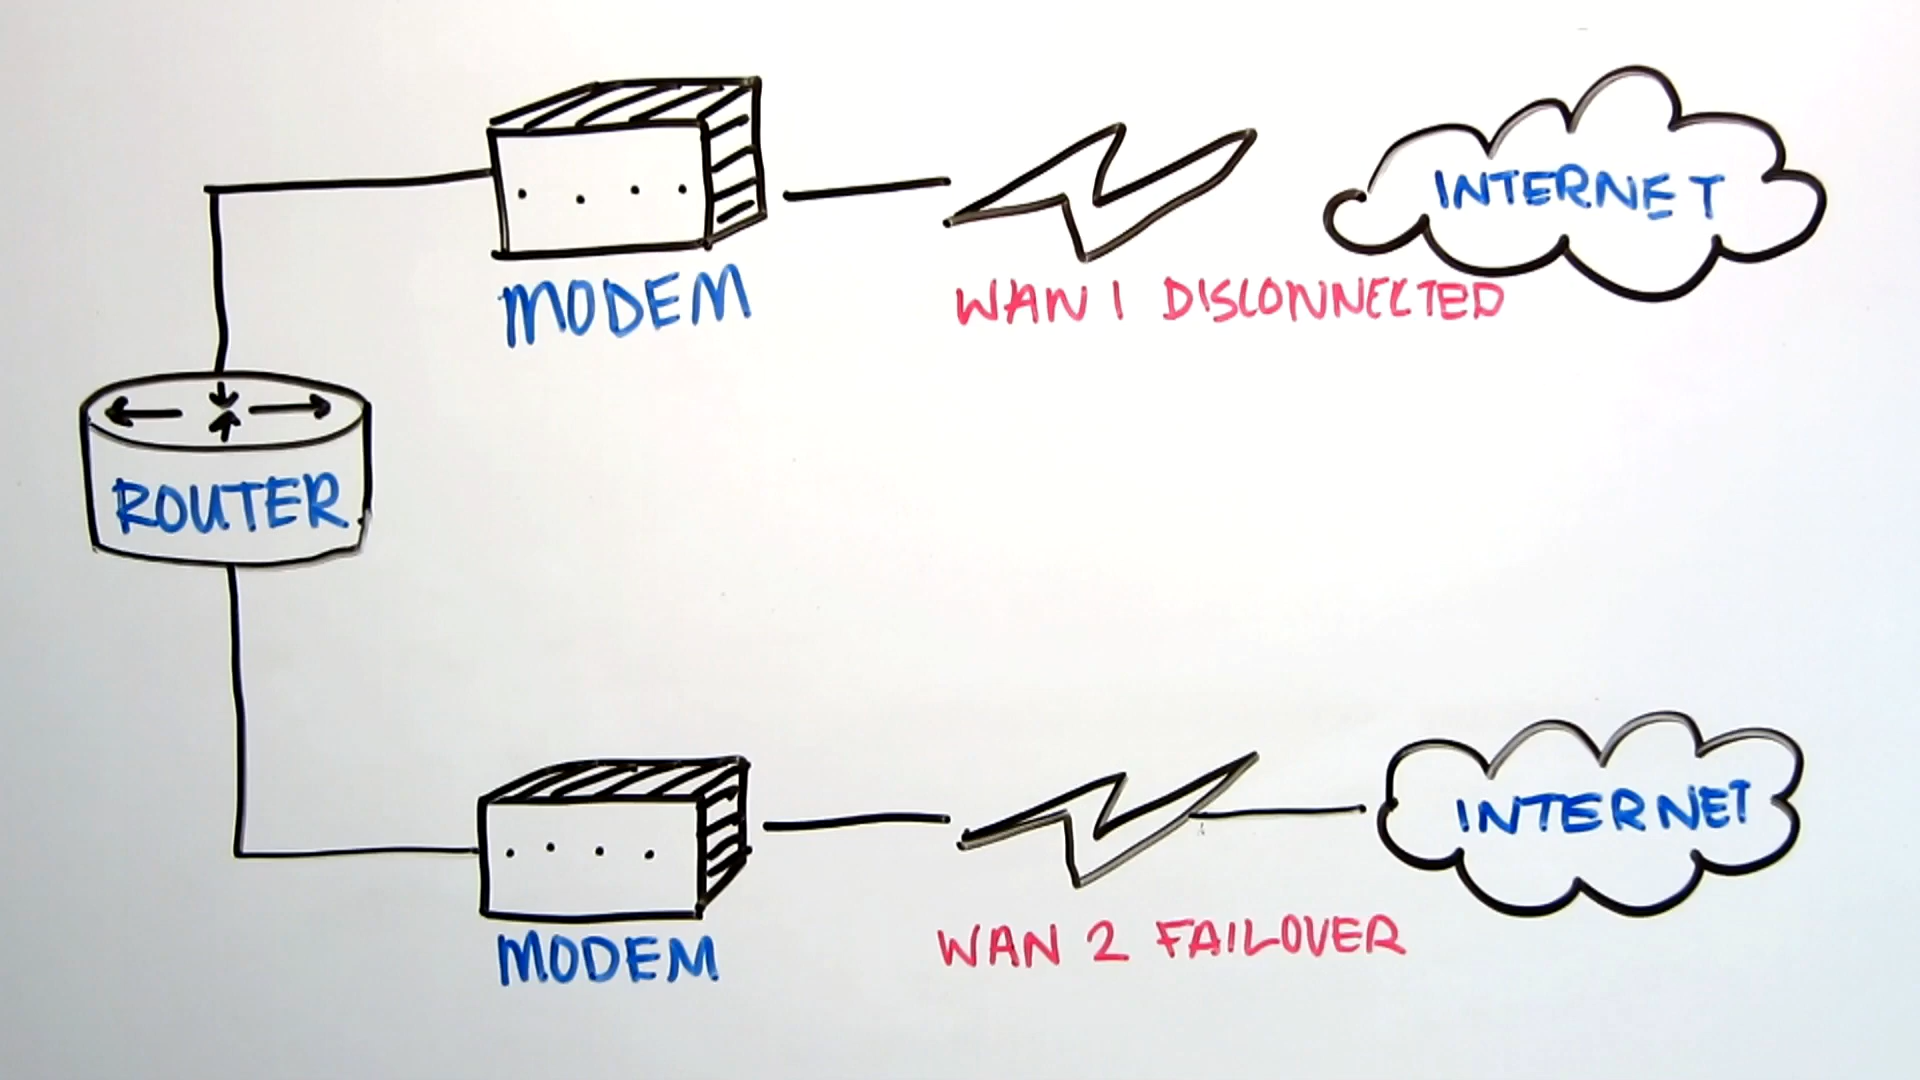 INTERNET
MODEM
WAN 1 DISCONNECTED
ROUTER
INTERNET
WAN 2 FAILOVER
MODEM